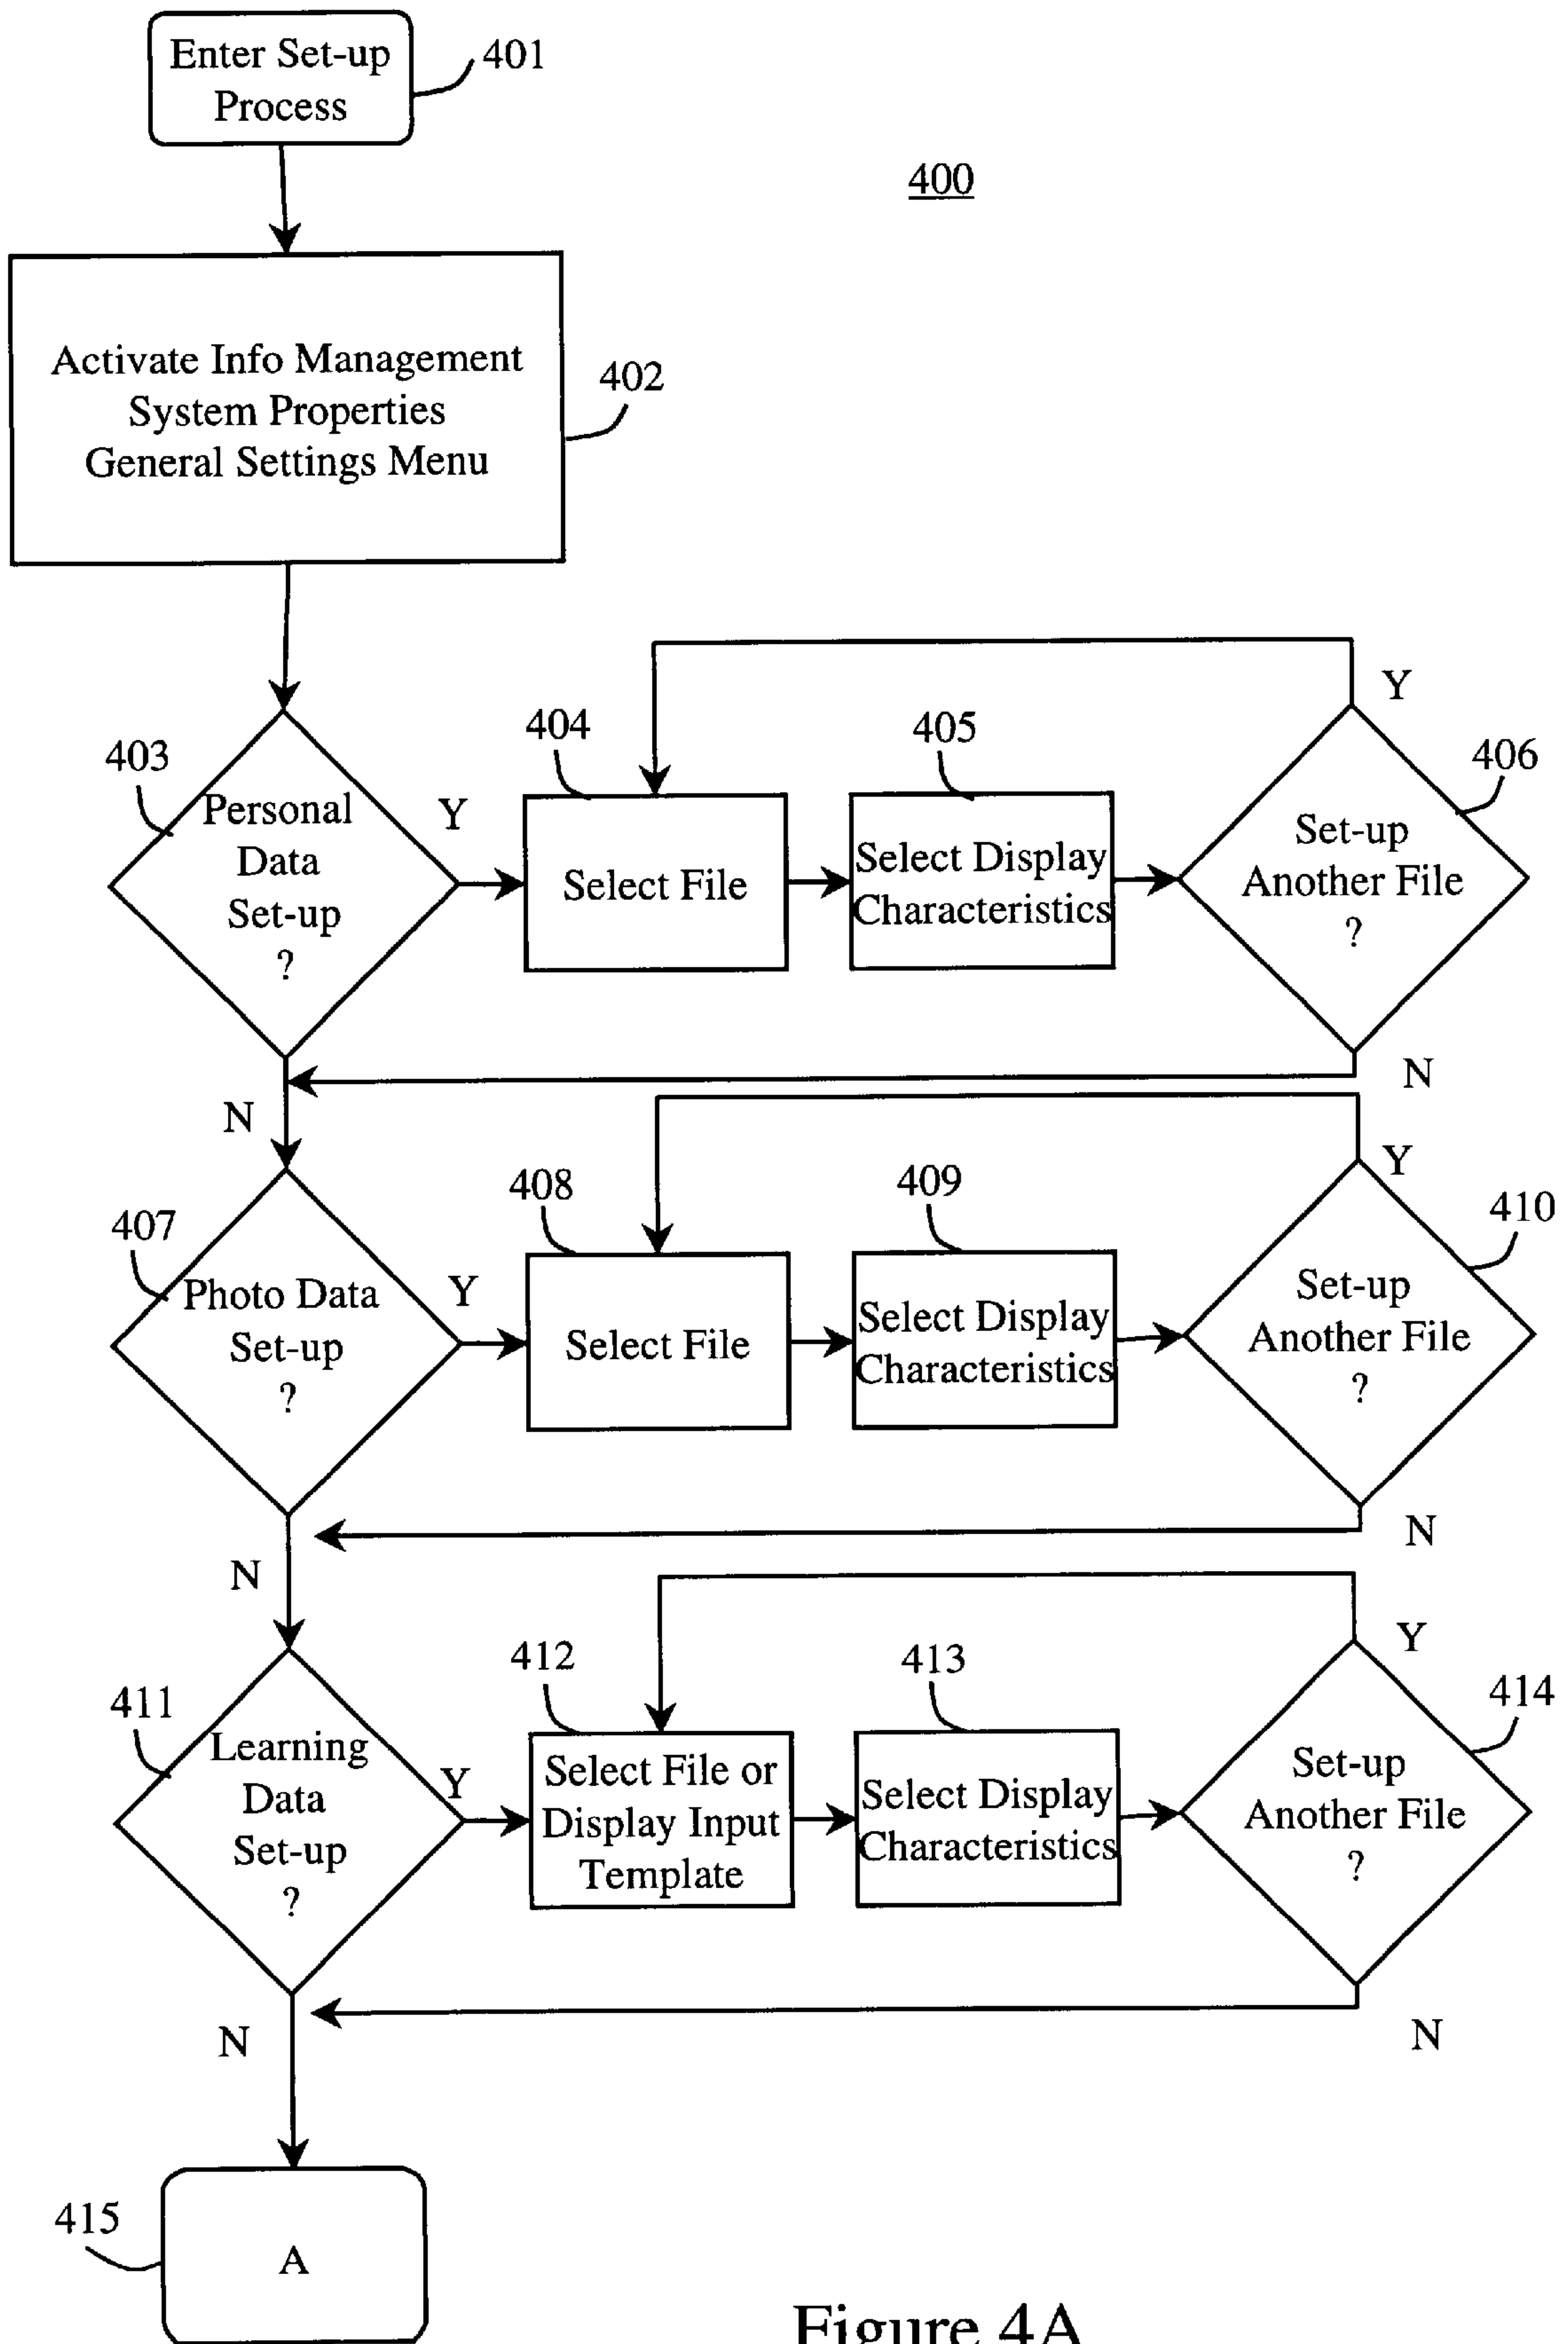 Enter Set-up
Process
401
400
Activate Info Management
System Properties
General Settings Menu
402
403
Personal
Data
Set-up
?
Y
404
Select File
405
Select Display
Characteristics
Y
406
Set-up
Another File
?
N
N
407
Photo Data
Set-up
?
Y
408
Select File
409
Select Display
Characteristics
Y
410
Set-up
Another File
?
N
N
411
Learning
Data
Set-up
?
Y
412
Select File or
Display Input
Template
413
Select Display
Characteristics
Y
414
Set-up
Another File
?
N
N
415
A
Figure 4A